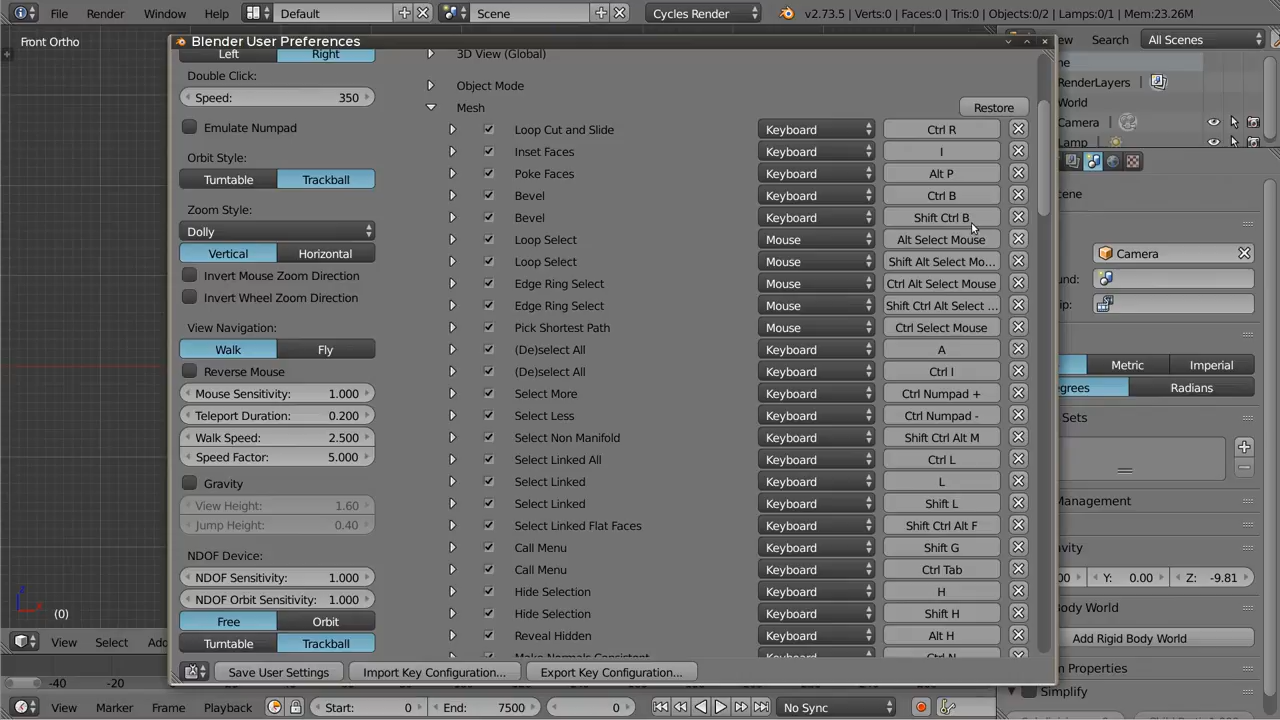 File Render Window Help Default Scene Cycles Render v2.73.5 | Verts:0 | Faces:0 | Tris:0 | Objects:0/2 | Lamps:0/1 | Mem:23.26M
Front Ortho
Blender User Preferences
Search All Scenes
Left Right
3D View (Global)
RenderLayers
Double Click:
Object Mode
World
Speed: 350
Mesh Restore
Camera
Emulate Numpad
Loop Cut and Slide Keyboard Ctrl R
Lamp
Inset Faces Keyboard I
Orbit Style:
Poke Faces Keyboard Alt P
Turntable Trackball
Bevel Keyboard Ctrl B
Zoom Style:
Bevel Keyboard Shift Ctrl B
Dolly
Loop Select Mouse Alt Select Mouse
Vertical Horizontal
Camera
Loop Select Mouse Shift Alt Select Mo...
Invert Mouse Zoom Direction
Edge Ring Select Mouse Ctrl Alt Select Mouse
Invert Wheel Zoom Direction
Edge Ring Select Mouse Shift Ctrl Alt Select ...
View Navigation:
Pick Shortest Path Mouse Ctrl Select Mouse
Walk Fly
(De)select All Keyboard A
Metric Imperial
Reverse Mouse
(De)select All Keyboard Ctrl I
Radians
Mouse Sensitivity: 1.000
Select More Keyboard Ctrl Numpad +
Teleport Duration: 0.200
Select Less Keyboard Ctrl Numpad -
Sets
Walk Speed: 2.500
Select Non Manifold Keyboard Shift Ctrl Alt M
Speed Factor: 5.000
Select Linked All Keyboard Ctrl L
Gravity
Select Linked Keyboard L
View Height: 1.60
Select Linked Keyboard Shift L
Jump Height: 0.40
Select Linked Flat Faces Keyboard Shift Ctrl Alt F
NDOF Device:
Call Menu Keyboard Shift G
NDOF Sensitivity: 1.000
Call Menu Keyboard Ctrl Tab
Y: 0.00 Z: -9.81
NDOF Orbit Sensitivity: 1.000
Hide Selection Keyboard H
Free Orbit
Hide Selection Keyboard Shift H
(0)
Turntable Trackball
Reveal Hidden Keyboard Alt H
Add Rigid Body World
View Select
Make Normals Consistent Keyboard Ctrl N
Save User Settings Import Key Configuration... Export Key Configuration...
Simplify
-40 -20
View Marker Frame Playback Start: 0 End: 7500 0 No Sync